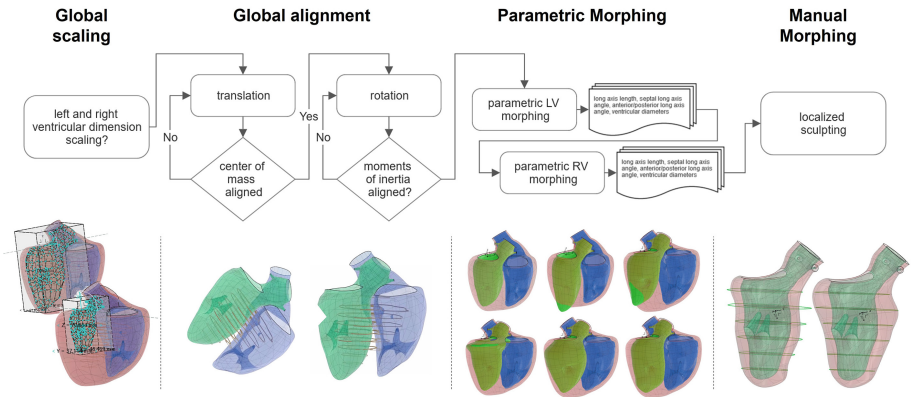 Global
scaling
Global alignment
Parametric Morphing
Manual
Morphing
left and right
ventricular dimension
scaling?
translation
No
center of
mass
aligned
Yes
rotation
No
moments
of inertia
aligned?
parametric LV
morphing
long axis length, septal long axis
angle, anterior/posterior long axis
angle, ventricular diameters
parametric RV
morphing
long axis length, septal long axis
angle, anterior/posterior long axis
angle, ventricular diameters
localized
sculpting